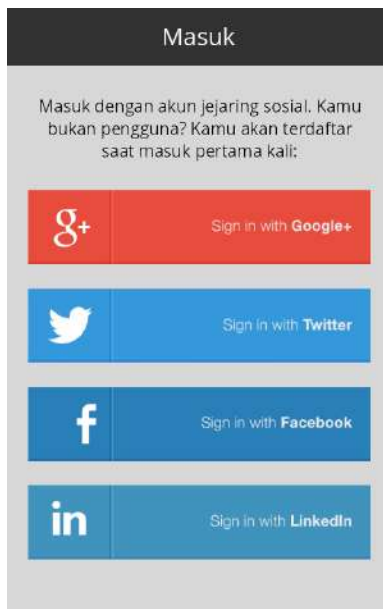 Masuk
Masuk dengan akun jejaring sosial. Kamu
bukan pengguna? Kamu akan terdaftar
saat masuk pertama kali:
g+ Sign in with Google+
Sign in with Twitter
f Sign in with Facebook
in Sign in with LinkedIn